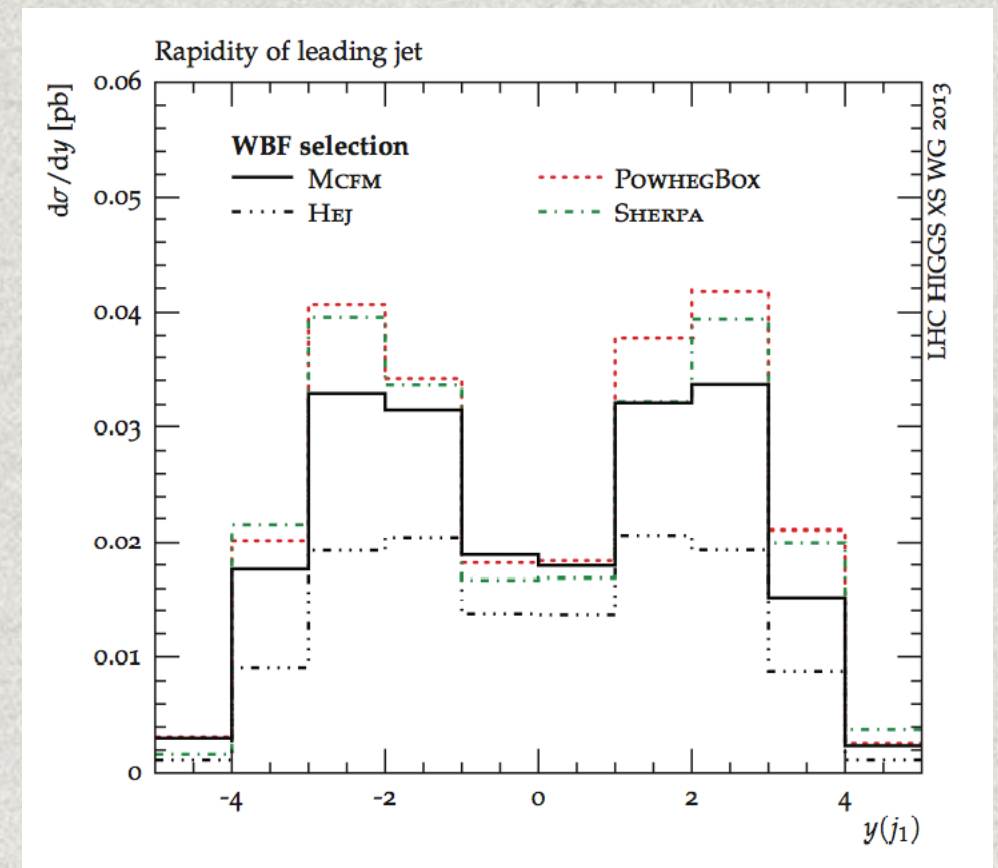 Rapidity of leading jet
dσ/dy [pb]
0.06
0.05
0.04
0.03
0.02
0.01
0
WBF selection
MCFM
HEJ
POWHEGBOX
SHERPA
LHC HIGGS XS WG 2013
-4
-2
0
2
4
y(j₁)